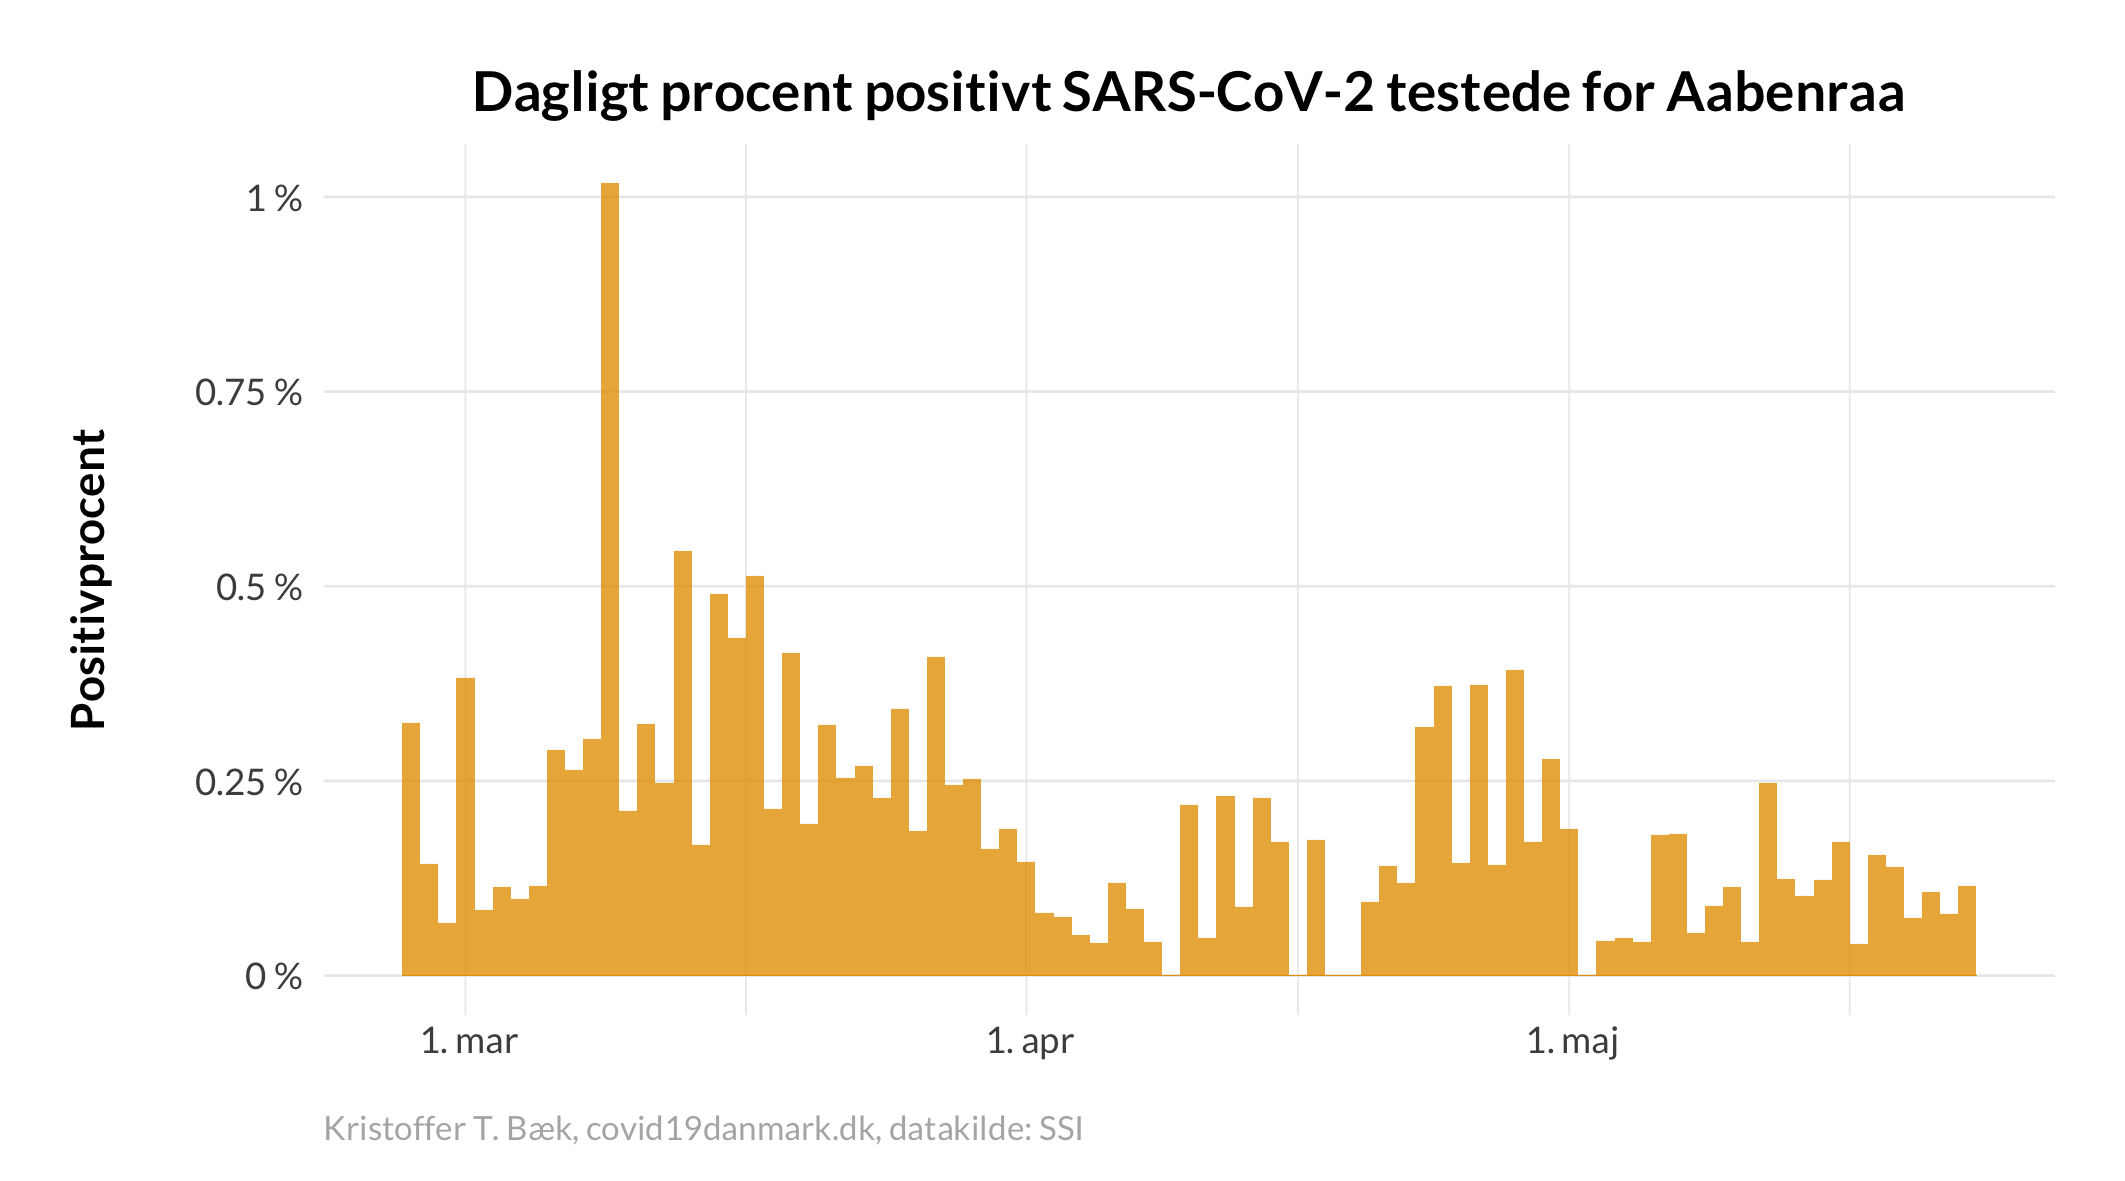 Dagligt procent positivt SARS-CoV-2 testede for Aabenraa
Positivprocent
1 %
0.75 %
0.5 %
0.25 %
0 %
1. mar
1. apr
1. maj
Kristoffer T. Bæk, covid19danmark.dk, datakilde: SSI